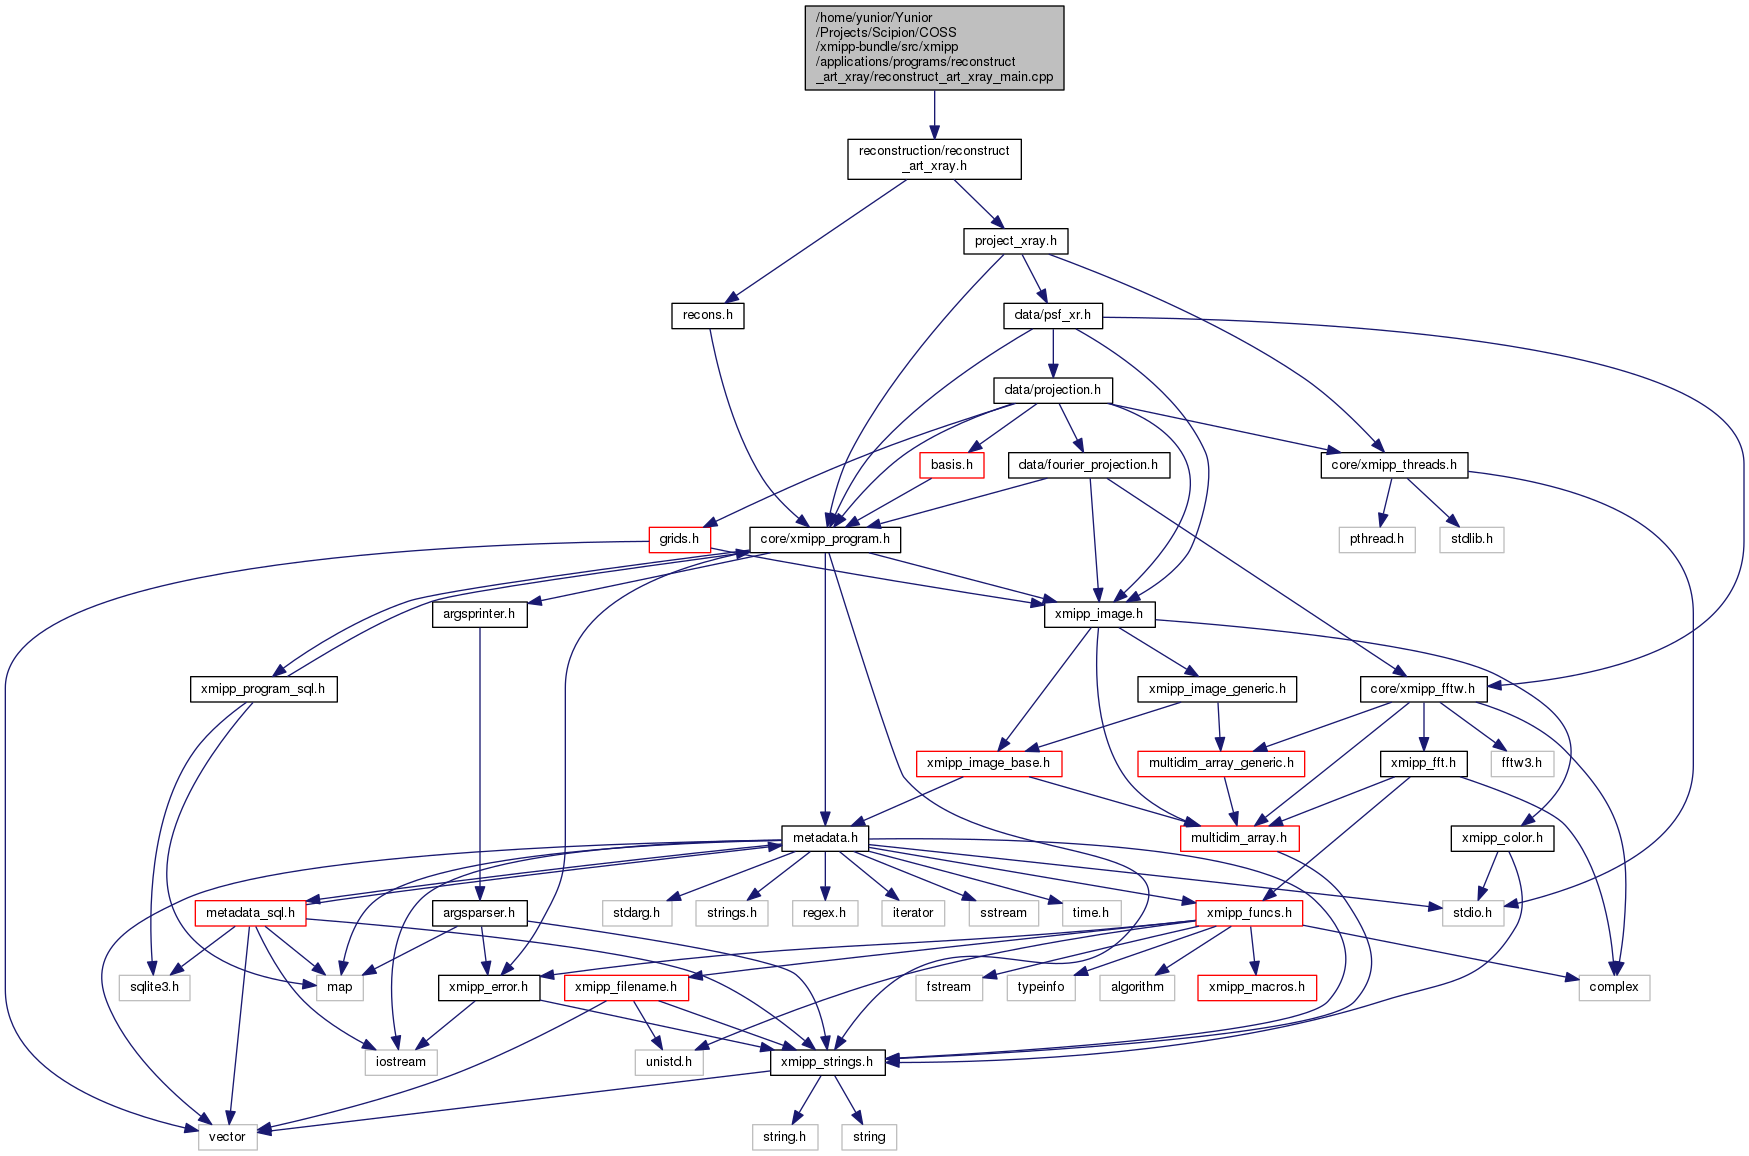 /home/yunior/Yunior
/Projects/Scipion/COSS
/xmipp-bundle/src/xmipp
/applications/programs/reconstruct
_art_xray/reconstruct_art_xray_main.cpp
reconstruction/reconstruct
_art_xray.h
project_xray.h
recons.h
data/psf_xr.h
data/projection.h
basis.h
data/fourier_projection.h
core/xmipp_threads.h
grids.h
core/xmipp_program.h
pthread.h
stdlib.h
argsprinter.h
xmipp_image.h
xmipp_program_sql.h
xmipp_image_generic.h
core/xmipp_fftw.h
xmipp_image_base.h
multidim_array_generic.h
xmipp_fft.h
fftw3.h
metadata.h
multidim_array.h
xmipp_color.h
metadata_sql.h
argsparser.h
stdarg.h
strings.h
regex.h
iterator
sstream
time.h
xmipp_funcs.h
stdio.h
sqlite3.h
map
xmipp_error.h
xmipp_filename.h
fstream
typeinfo
algorithm
xmipp_macros.h
complex
iostream
unistd.h
xmipp_strings.h
vector
string.h
string